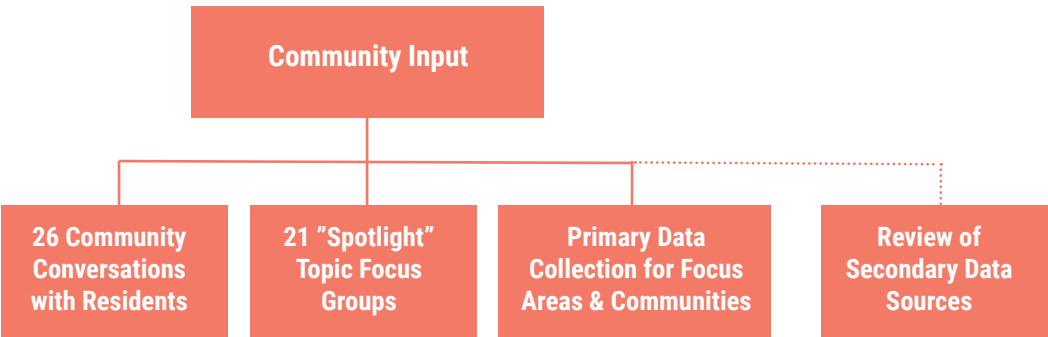 Community Input
26 Community
Conversations
with Residents
21 ”Spotlight”
Topic Focus
Groups
Primary Data
Collection for Focus
Areas & Communities
Review of
Secondary Data
Sources